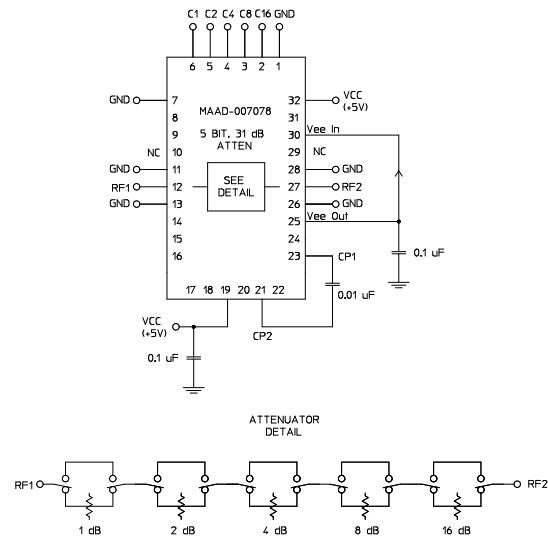 C1 C2 C4 C8 C16 GND
6 5 4 3 2 1
GND 7 MAAD-007078 32 VCC (+5V)
8 31
9 5 BIT, 31 dB 30 Vee In
ATTEN
NC 10 29 NC
GND 11 28 GND
RF1 12 SEE DETAIL 27 RF2
GND 13 26 GND
14 25 Vee Out
15 24
16 23 CP1
0.1 uF
17 18 19 20 21 22
0.01 uF
VCC (+5V)
CP2
0.1 uF
ATTENUATOR
DETAIL
RF1 RF2
1 dB 2 dB 4 dB 8 dB 16 dB